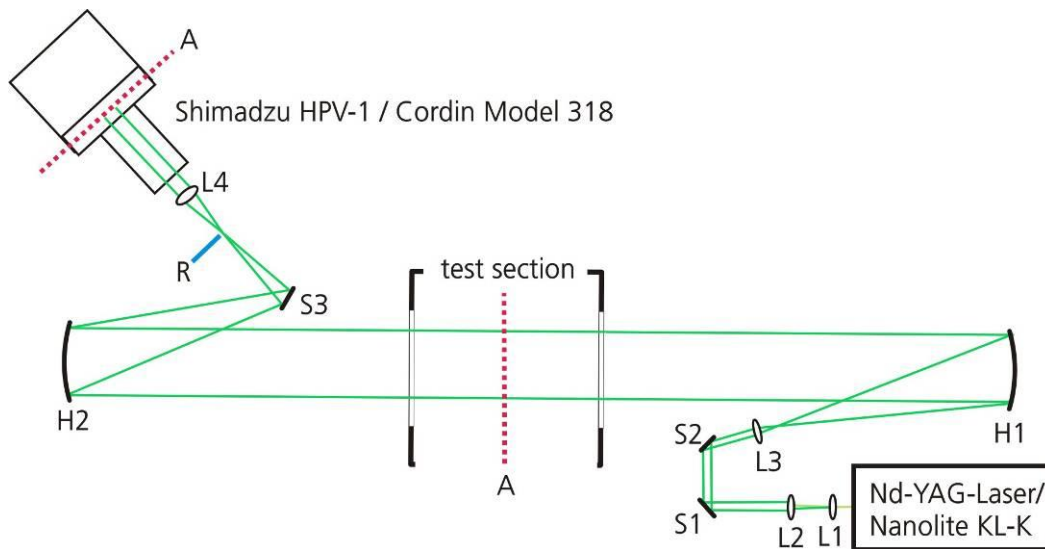 A
Shimadzu HPV-1 / Cordin Model 318
L4
R
test section
S3
H2
S2
L3
H1
A
S1
L2
L1
Nd-YAG-Laser/
Nanolite KL-K